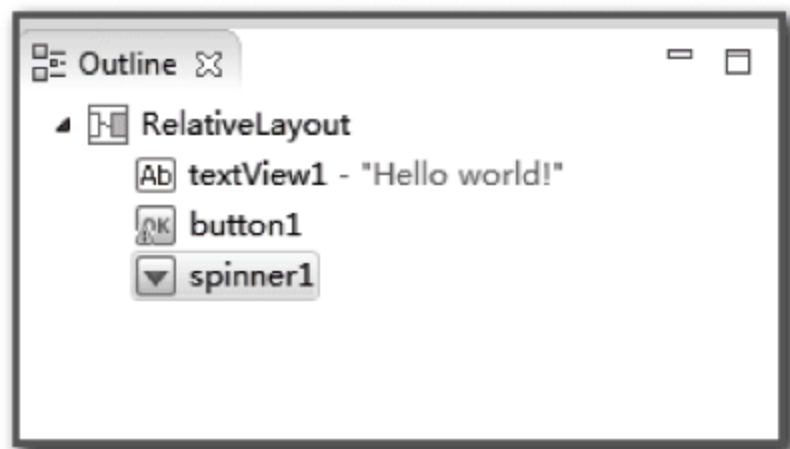 Outline
RelativeLayout
Ab textView1 - "Hello world!"
OK button1
spinner1